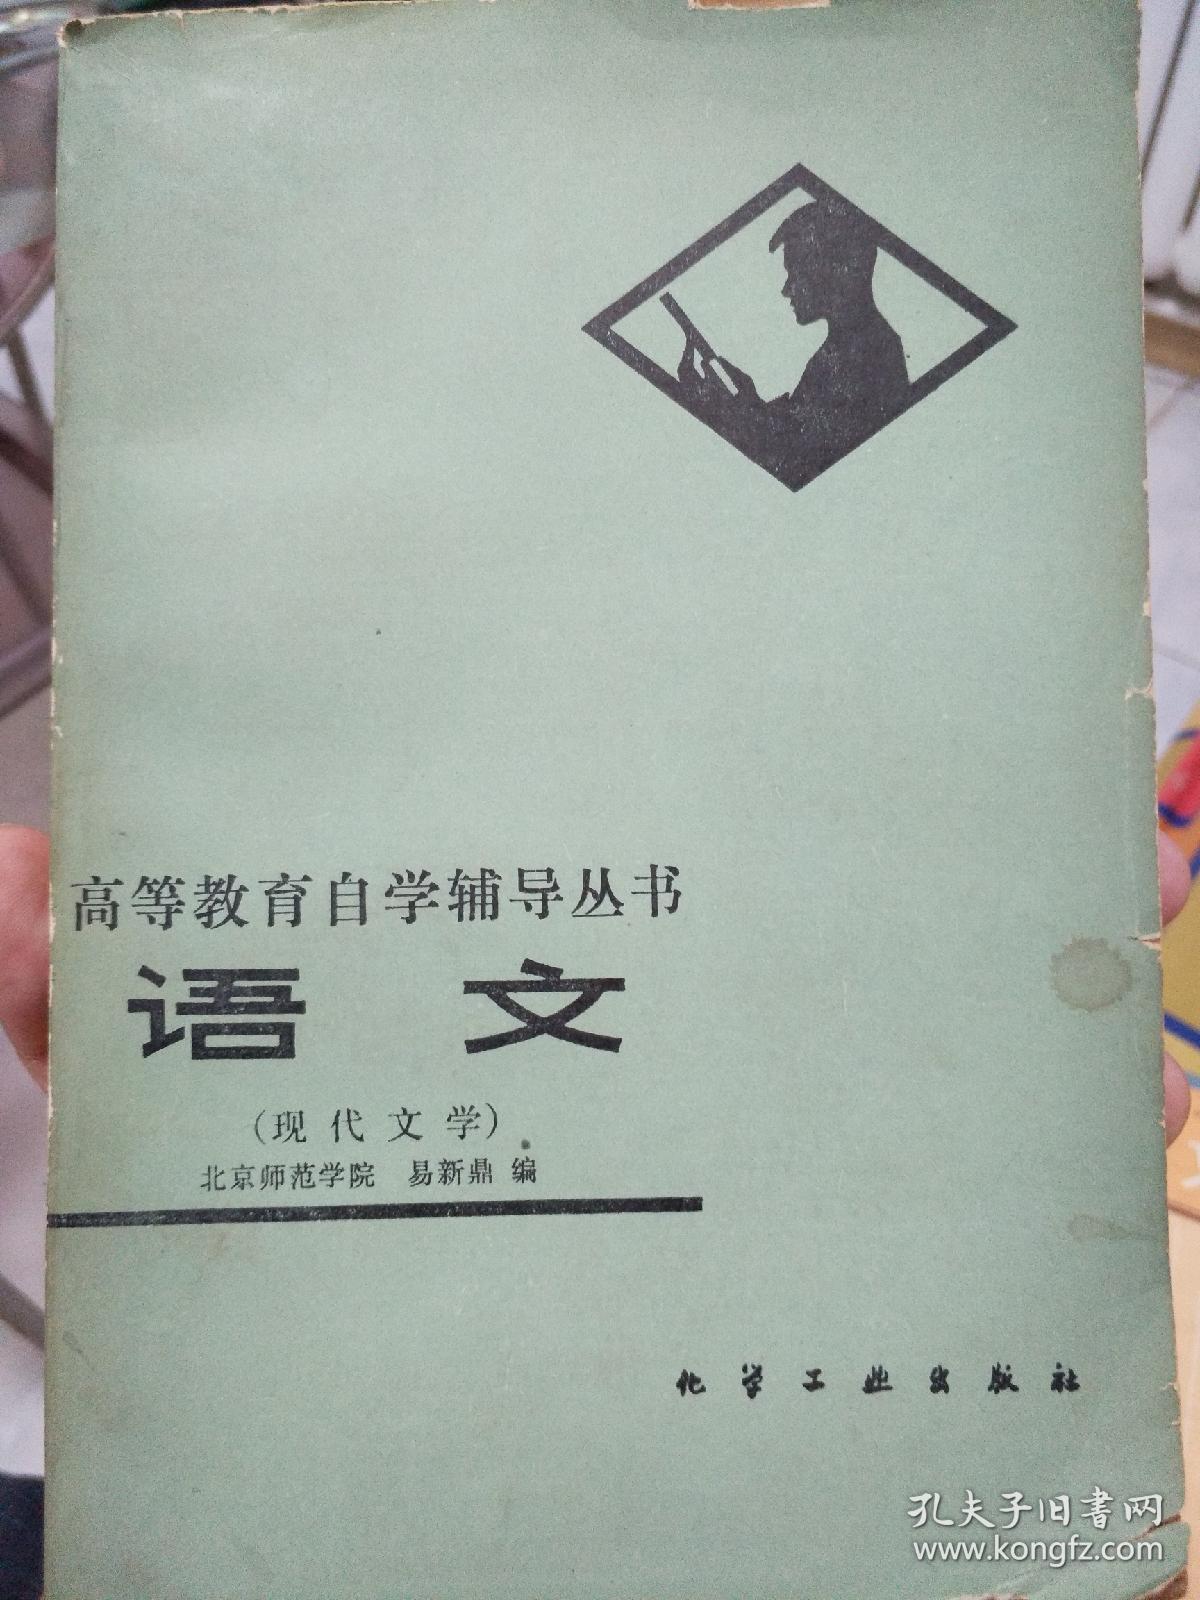 高等教育自学辅导丛书
语文
(现代文学)
北京师范学院 易新鼎 编
化学工业出版社
孔夫子旧书网
www.kongfz.com